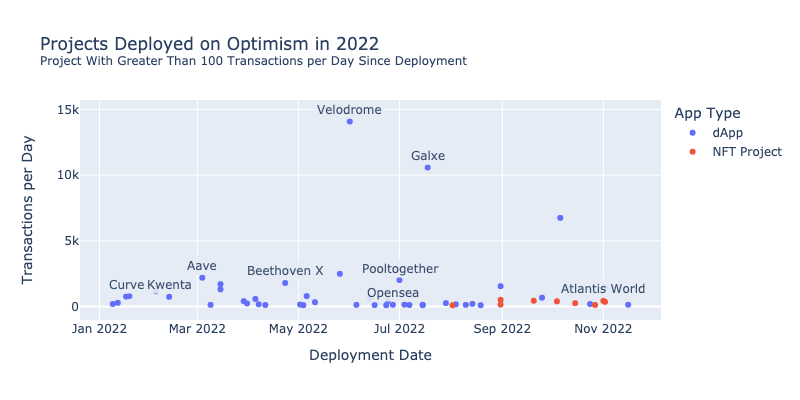 Projects Deployed on Optimism in 2022
Project With Greater Than 100 Transactions per Day Since Deployment
App Type
dApp
NFT Project
Transactions per Day
15k
10k
5k
0
Velodrome
Galxe
Aave
Beethoven X
Pooltogether
Curve
Kwenta
Opensea
Atlantis World
Jan 2022
Mar 2022
May 2022
Jul 2022
Sep 2022
Nov 2022
Deployment Date